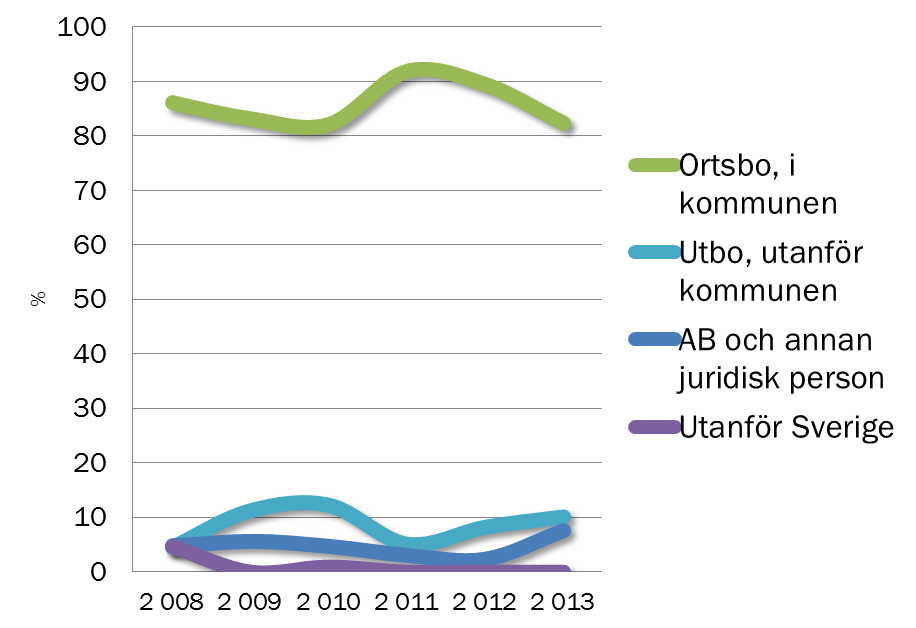 100
90
80
70
60
50
40
30
20
10
0
%
2 008 2 009 2 010 2 011 2 012 2 013
Ortsbo, i
kommunen
Utbo, utanför
kommunen
AB och annan
juridisk person
Utanför Sverige